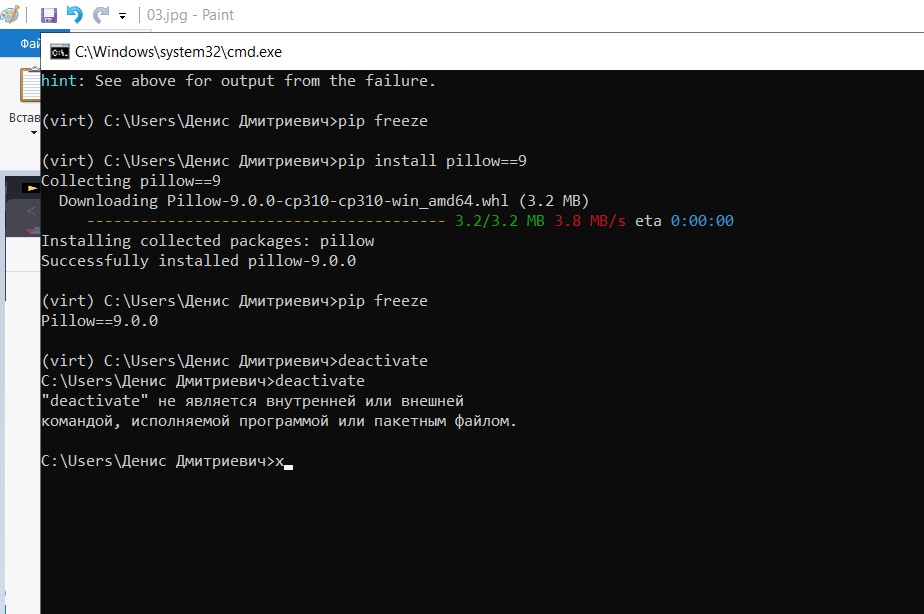 03.jpg - Paint
Фай
Встав
C:\Windows\system32\cmd.exe
hint: See above for output from the failure.
(virt) C:\Users\Денис Дмитриевич>pip freeze
(virt) C:\Users\Денис Дмитриевич>pip install pillow==9
Collecting pillow==9
Downloading Pillow-9.0.0-cp310-cp310-win_amd64.whl (3.2 MB)
---------------------------------------- 3.2/3.2 MB 3.8 MB/s eta 0:00:00
Installing collected packages: pillow
Successfully installed pillow-9.0.0
(virt) C:\Users\Денис Дмитриевич>pip freeze
Pillow==9.0.0
(virt) C:\Users\Денис Дмитриевич>deactivate
C:\Users\Денис Дмитриевич>deactivate
"deactivate" не является внутренней или внешней
командой, исполняемой программой или пакетным файлом.
C:\Users\Денис Дмитриевич>x